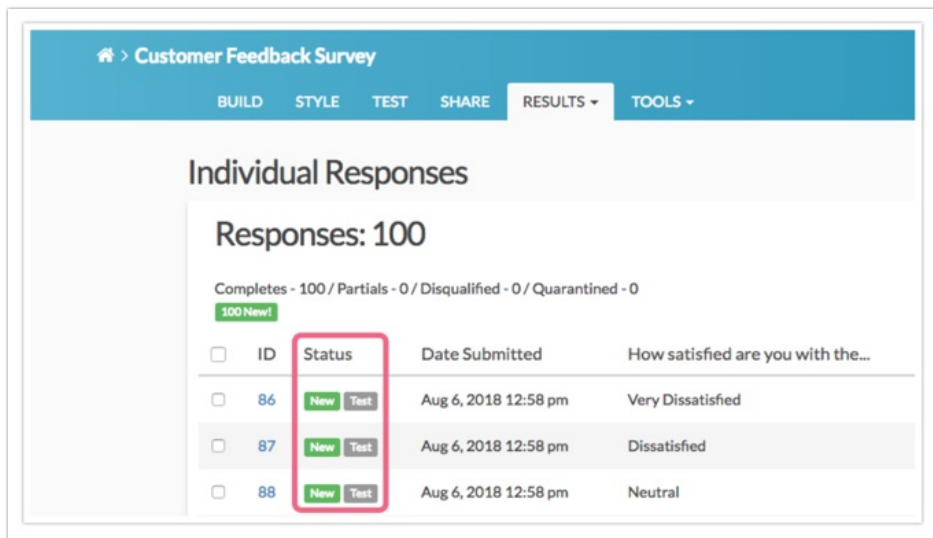 > Customer Feedback Survey
BUILD STYLE TEST SHARE RESULTS TOOLS
Individual Responses
Responses: 100
Completes - 100 / Partials - 0 / Disqualified - 0 / Quarantined - 0
100 New!
ID Status Date Submitted How satisfied are you with the...
86 New Test Aug 6, 2018 12:58 pm Very Dissatisfied
87 New Test Aug 6, 2018 12:58 pm Dissatisfied
88 New Test Aug 6, 2018 12:58 pm Neutral